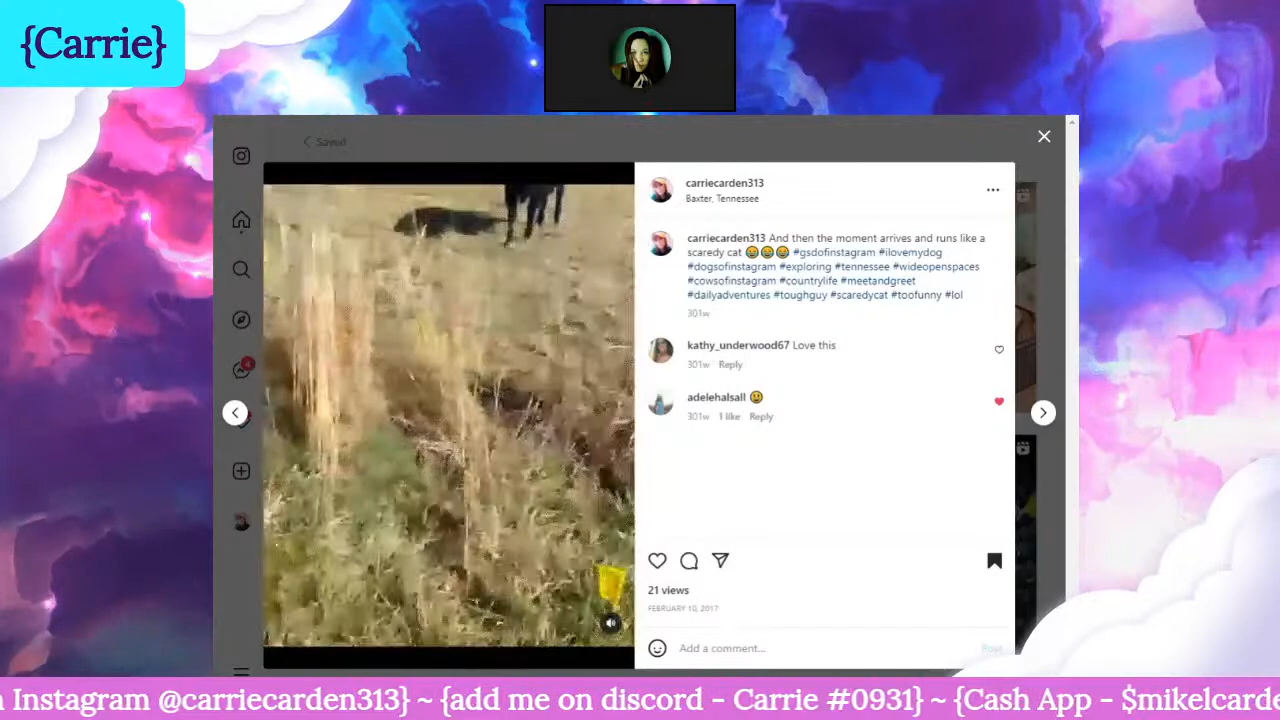 {Carrie}
Saved
carriecarden313
Baxter, Tennessee
carriecarden313 And then the moment arrives and runs like a
scaredy cat 😂😂😂 #gsdofinstagram #ilovemydog
#dogsofinstagram #exploring #tennessee #wideopenspaces
#cowsofinstagram #countrylife #meetandgreet
#dailyadventures #toughguy #scaredycat #toofunny #lol
301w
kathy_underwood67 Love this
301w Reply
adelehalsall 😃
301w 1 like Reply
4
21 views
FEBRUARY 10, 2017
Add a comment...
Post
n Instagram @carriecarden313} ~ {add me on discord - Carrie #0931} ~ {Cash App - $mikelcarde